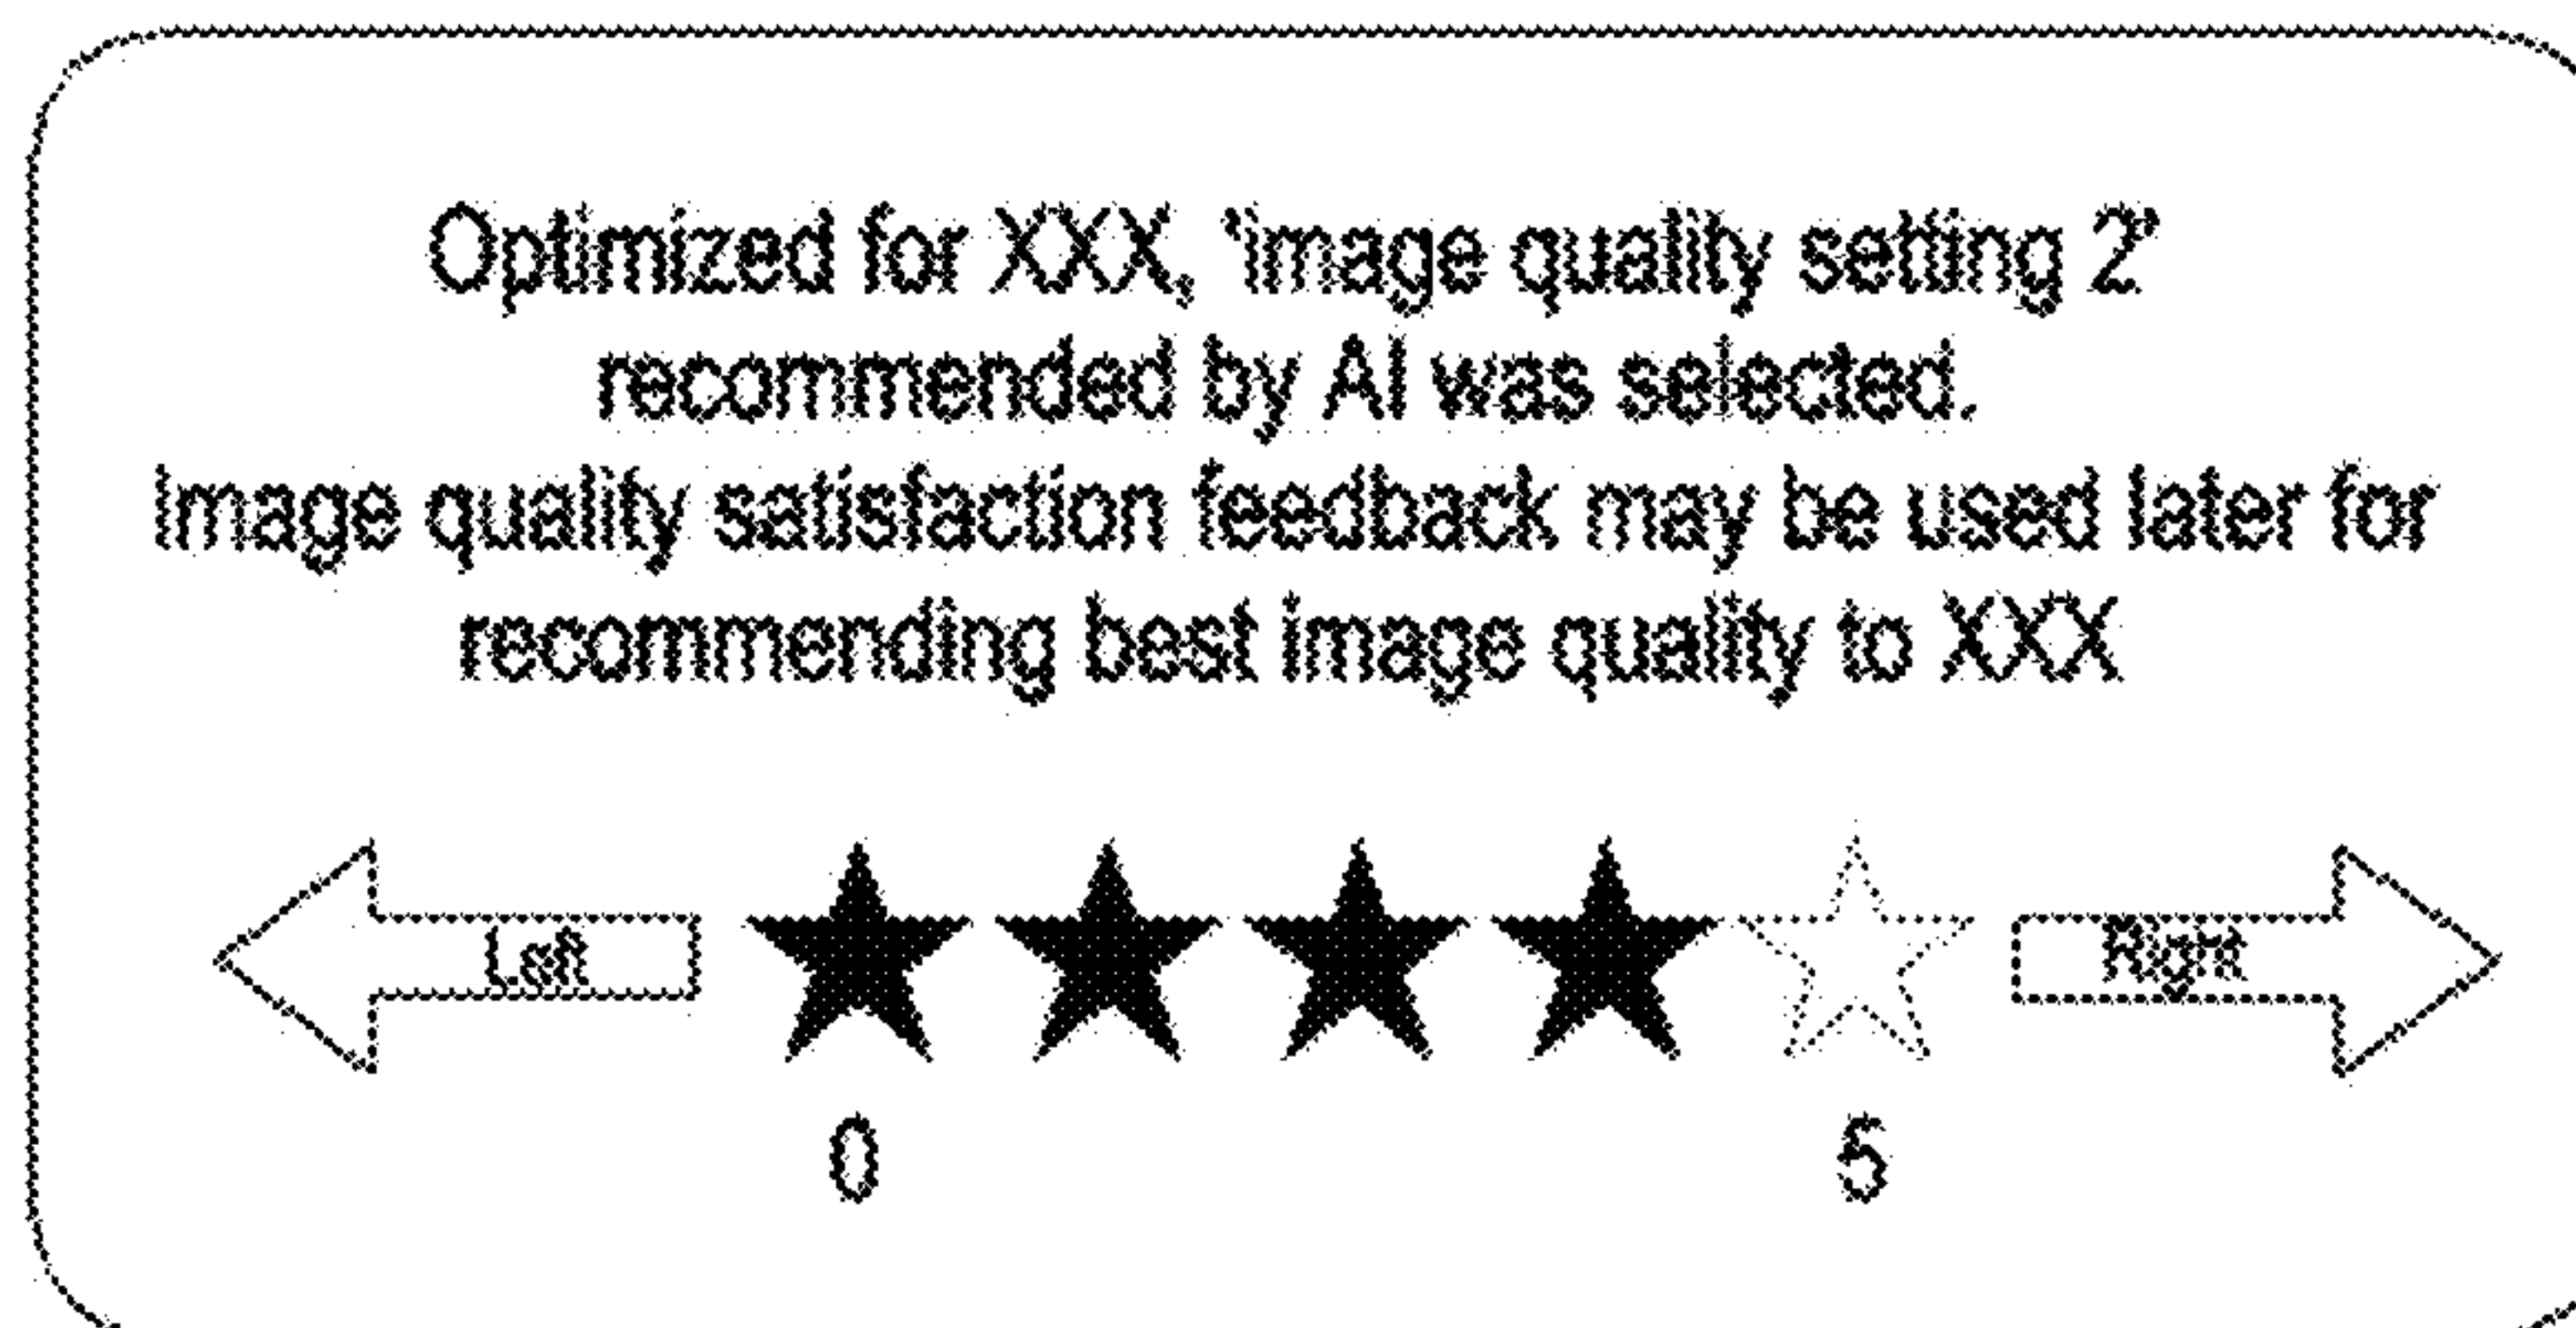 Optimized for XXX, 'image quality setting 2'
recommended by AI was selected.
Image quality satisfaction feedback may be used later for
recommending best image quality to XXX
Left Right
0 5